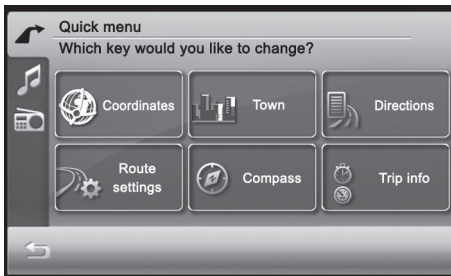 Quick menu
Which key would you like to change?
Coordinates
Town
Directions
Route
settings
Compass
Trip info